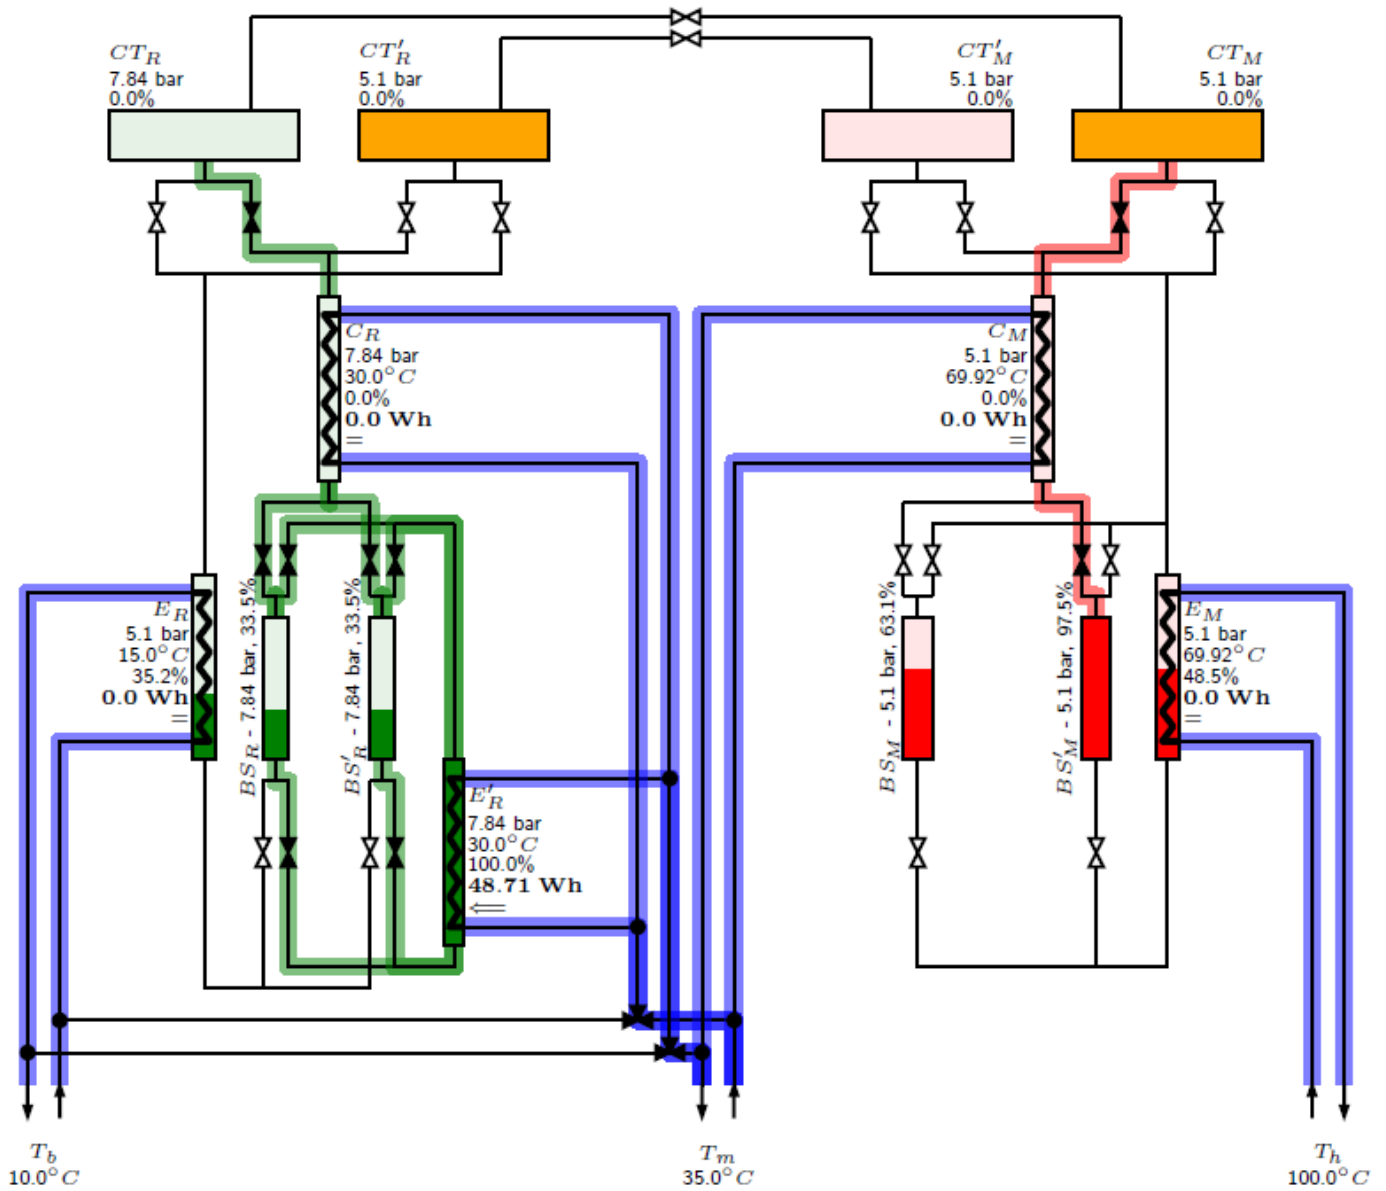 CT_R
7.84 bar
0.0%
CT'_R
5.1 bar
0.0%
CT'_M
5.1 bar
0.0%
CT_M
5.1 bar
0.0%
C_R
7.84 bar
30.0°C
0.0%
0.0 Wh
=
C_M
5.1 bar
69.92°C
0.0%
0.0 Wh
=
E_R
5.1 bar
15.0°C
35.2%
0.0 Wh
=
BS_R - 7.84 bar, 33.5%
BS'_R - 7.84 bar, 33.5%
E'_R
7.84 bar
30.0°C
100.0%
48.71 Wh
⇐
BS_M - 5.1 bar, 63.1%
BS'_M - 5.1 bar, 97.5%
E_M
5.1 bar
69.92°C
48.5%
0.0 Wh
=
T_b
10.0°C
T_m
35.0°C
T_h
100.0°C